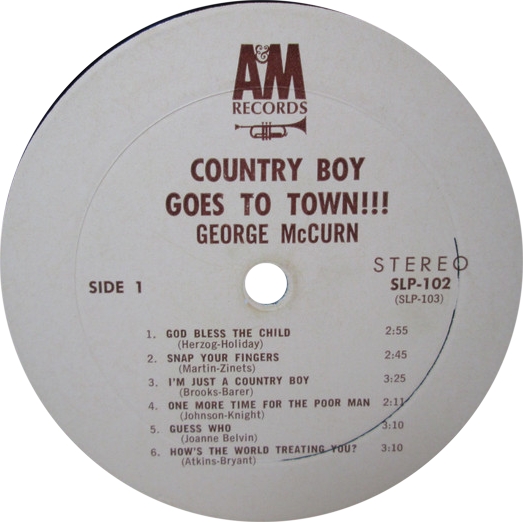 A&M
RECORDS
COUNTRY BOY
GOES TO TOWN!!!
GEORGE McCURN
STEREO
SIDE 1
SLP-102
(SLP-103)
1. GOD BLESS THE CHILD 2:55
(Herzog-Holiday)
2. SNAP YOUR FINGERS 2:45
(Martin-Zinets)
3. I'M JUST A COUNTRY BOY 3:25
(Brooks-Barer)
4. ONE MORE TIME FOR THE POOR MAN 2:11
(Johnson-Knight)
5. GUESS WHO 3:10
(Joanne Belvin)
6. HOW'S THE WORLD TREATING YOU? 3:10
(Atkins-Bryant)